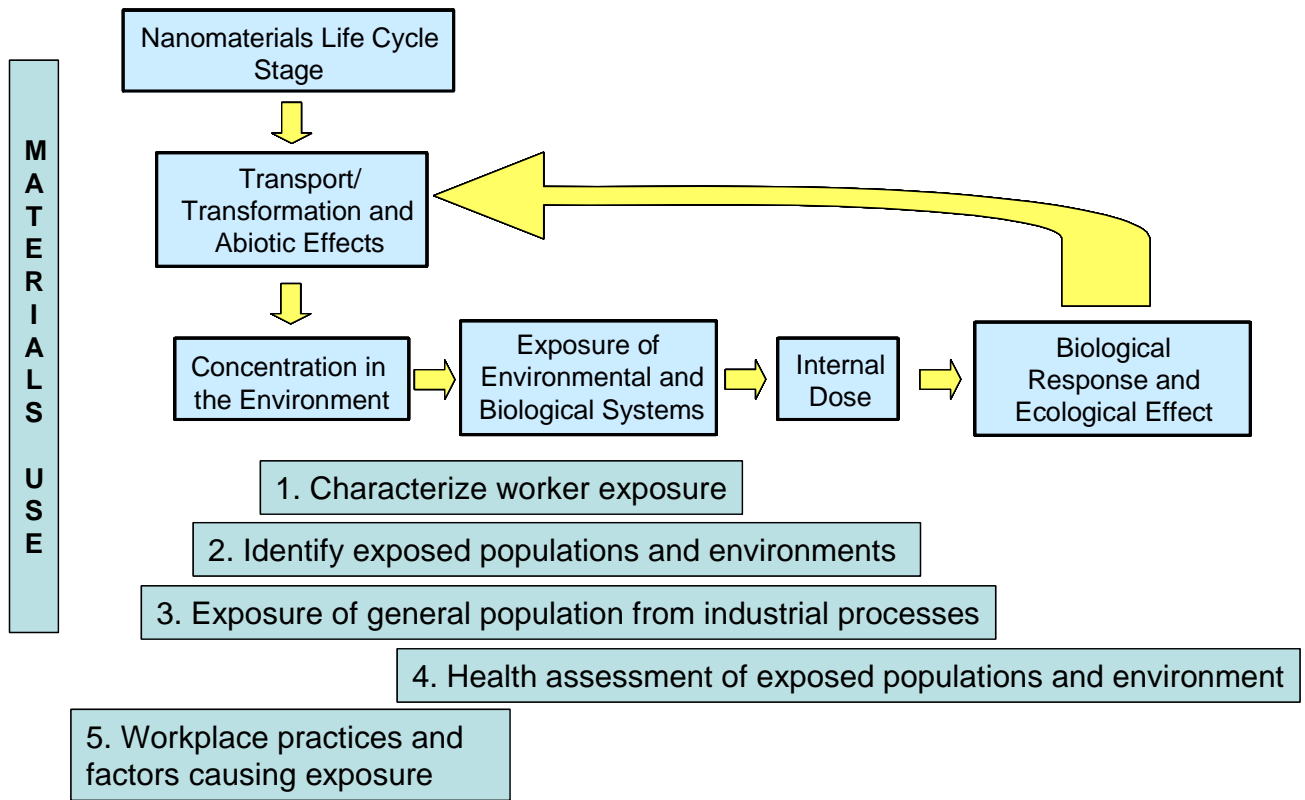 Nanomaterials Life Cycle
Stage
MATERIALS USE
Transport/
Transformation and
Abiotic Effects
Concentration in
the Environment
Exposure of
Environmental and
Biological Systems
Internal
Dose
Biological
Response and
Ecological Effect
1. Characterize worker exposure
2. Identify exposed populations and environments
3. Exposure of general population from industrial processes
4. Health assessment of exposed populations and environment
5. Workplace practices and
factors causing exposure